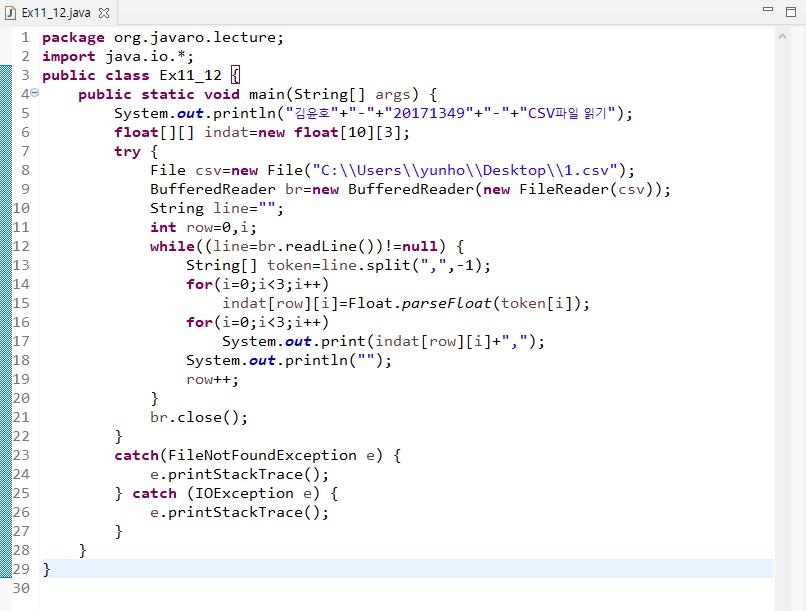 Ex11_12.java
1 package org.javaro.lecture;
2 import java.io.*;
3 public class Ex11_12 {
4     public static void main(String[] args) {
5         System.out.println("김윤호"+"-"+"20171349"+"-"+"CSV파일 읽기");
6         float[][] indat=new float[10][3];
7         try {
8             File csv=new File("C:\\Users\\yunho\\Desktop\\1.csv");
9             BufferedReader br=new BufferedReader(new FileReader(csv));
10             String line="";
11             int row=0,i;
12             while((line=br.readLine())!=null) {
13                 String[] token=line.split(",",-1);
14                 for(i=0;i<3;i++)
15                     indat[row][i]=Float.parseFloat(token[i]);
16                 for(i=0;i<3;i++)
17                     System.out.print(indat[row][i]+",");
18                 System.out.println("");
19                 row++;
20             }
21             br.close();
22         }
23         catch(FileNotFoundException e) {
24             e.printStackTrace();
25         } catch (IOException e) {
26             e.printStackTrace();
27         }
28     }
29 }
30